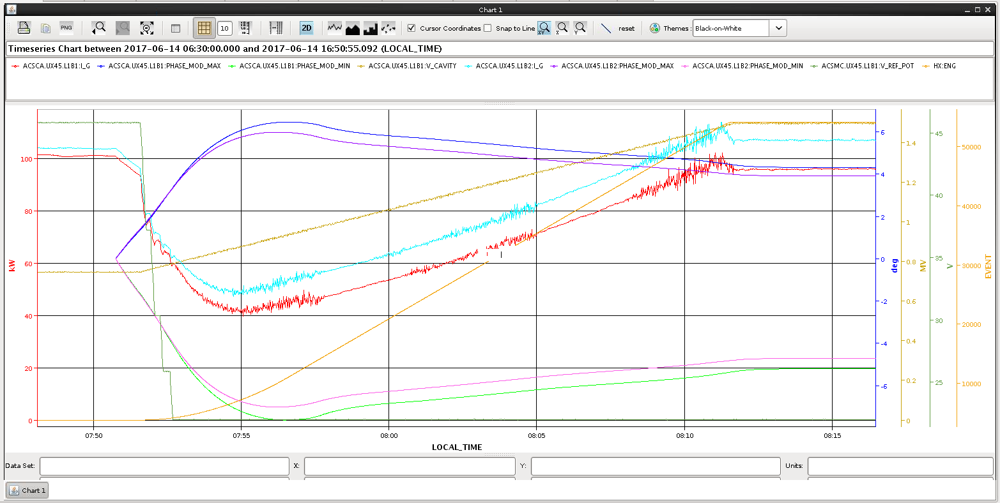 Chart 1
PNG
10
2D
Cursor Coordinates
Snap to Line
XY
X
Y
reset
Themes :
Black-on-White
Timeseries Chart between 2017-06-14 06:30:00.000 and 2017-06-14 16:50:55.092 (LOCAL_TIME)
ACSCA.UX45.L1B1:I_G ACSCA.UX45.L1B1:PHASE_MOD_MAX ACSCA.UX45.L1B1:PHASE_MOD_MIN ACSCA.UX45.L1B1:V_CAVITY ACSCA.UX45.L1B2:I_G ACSCA.UX45.L1B2:PHASE_MOD_MAX ACSCA.UX45.L1B2:PHASE_MOD_MIN ACSMC.UX45.L1B1:V_REF_POT HX:ENG
100
80
60
40
20
0
kW
6
4
2
0
-2
-4
-6
deg
1.4
1.2
1
0.8
0.6
0.4
0.2
0
MV
45
40
35
30
25
V
50000
40000
30000
20000
10000
EVENT
07:50 07:55 08:00 08:05 08:10 08:15
LOCAL_TIME
Data Set: X: Y: Units:
Chart 1